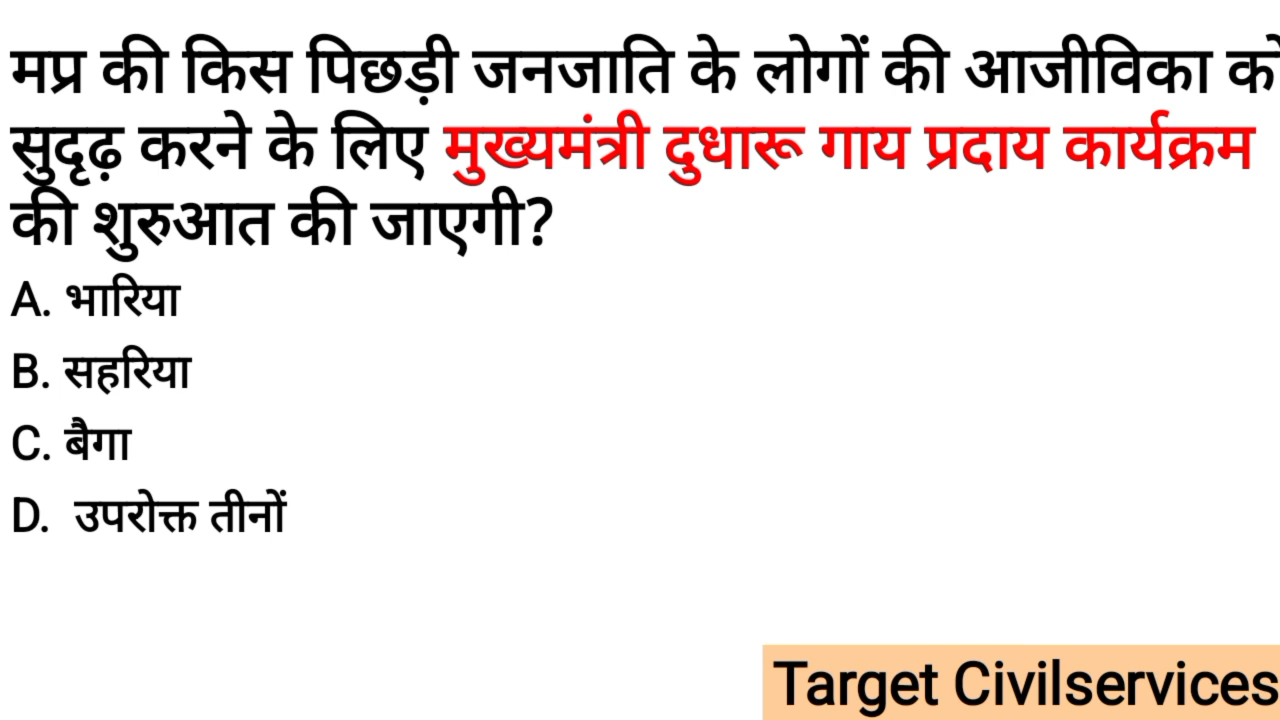 मप्र की किस पिछड़ी जनजाति के लोगों की आजीविका को
सुदृढ़ करने के लिए मुख्यमंत्री दुधारू गाय प्रदाय कार्यक्रम
की शुरुआत की जाएगी?
A. भारिया
B. सहरिया
C. बैगा
D. उपरोक्त तीनों
Target Civilservices